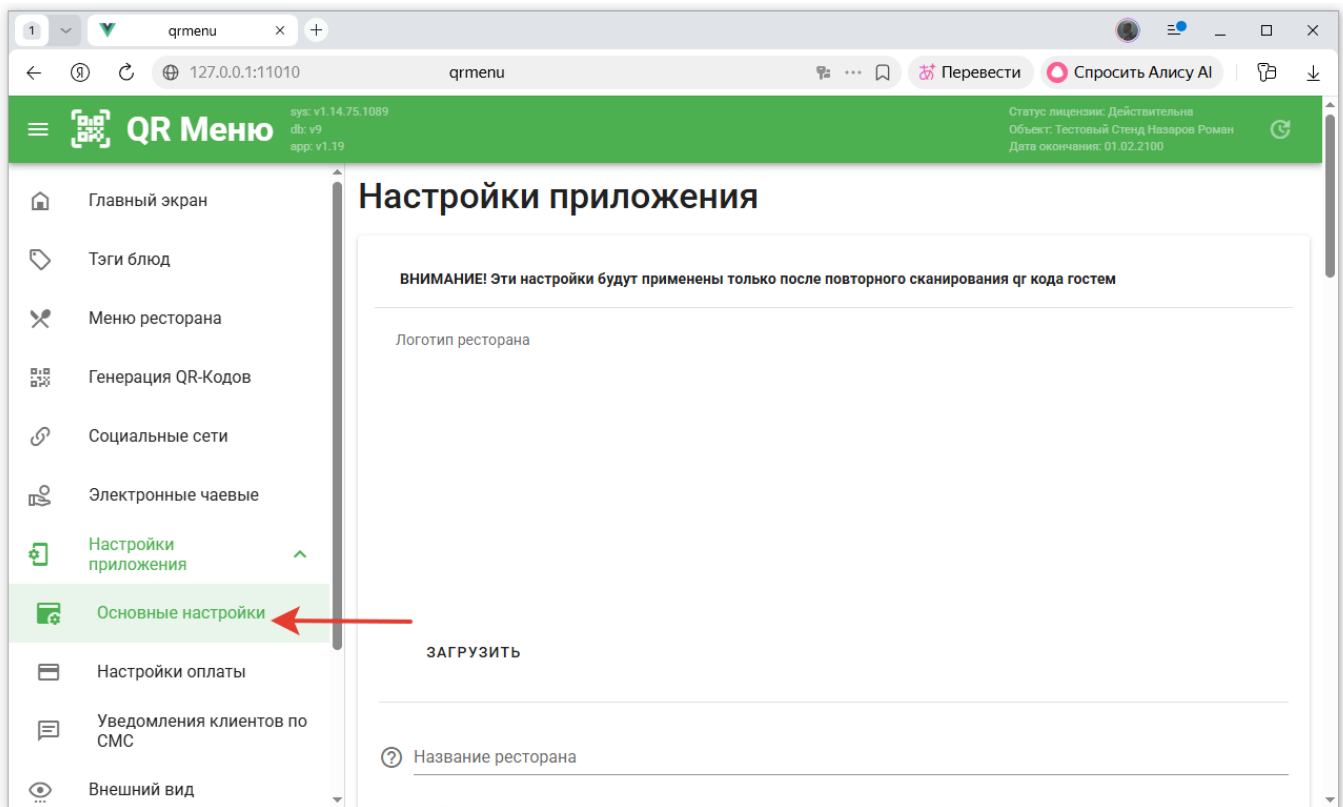 1
qrmenu
127.0.0.1:11010
qrmenu
Перевести
Спросить Алису AI
QR Меню
sys: v1.14.75.1089
db: v9
app: v1.19
Статус лицензии: Действительна
Объект: Тестовый Стенд Назаров Роман
Дата окончания: 01.02.2100
Главный экран
Тэги блюд
Меню ресторана
Генерация QR-Кодов
Социальные сети
Электронные чаевые
Настройки
приложения
Основные настройки
Настройки оплаты
Уведомления клиентов по
СМС
Внешний вид
Настройки приложения
ВНИМАНИЕ! Эти настройки будут применены только после повторного сканирования qr кода гостем
Логотип ресторана
ЗАГРУЗИТЬ
Название ресторана